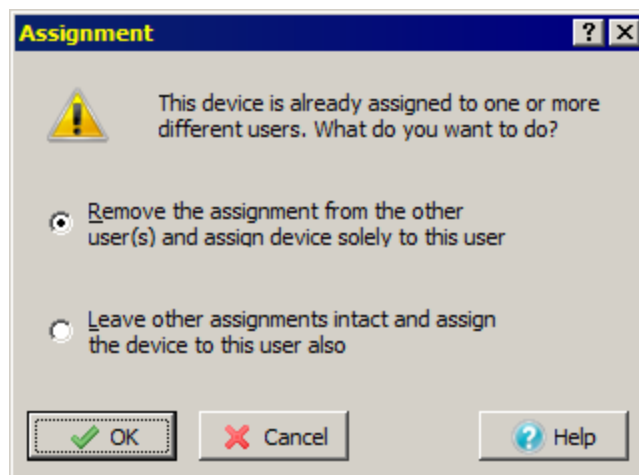 Assignment
This device is already assigned to one or more
different users. What do you want to do?
Remove the assignment from the other
user(s) and assign device solely to this user
Leave other assignments intact and assign
the device to this user also
OK Cancel Help